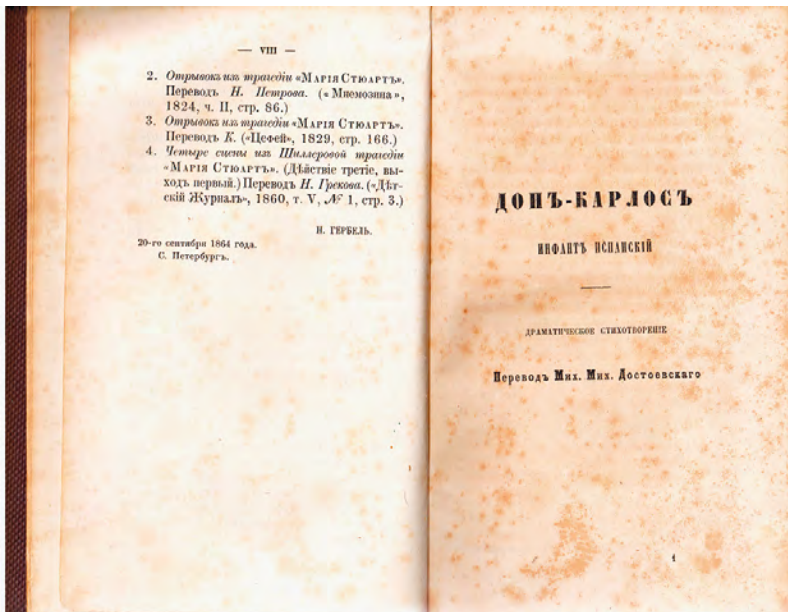 — VIII —
2. Отрывокъ изъ трагедіи «Марія Стюартъ».
Переводъ Н. Петрова. («Мнемозина»,
1824, ч. II, стр. 86.)
3. Отрывокъ изъ трагедіи «Марія Стюартъ».
Переводъ К. («Цефей», 1829, стр. 166.)
4. Четыре сцены изъ Шиллеровой трагедіи
«Марія Стюартъ». (Дѣйствіе третіе, вы-
ходъ первый.) Переводъ Н. Грекова. («Дѣт-
скій Журналъ», 1860, т. V, № 1, стр. 3.)
Н. ГЕРБЕЛЬ.
20-го сентября 1864 года.
С. Петербургъ.
ДОНЪ-КАРЛОСЪ
ИНФАНТЪ ИСПАНСКІЙ
ДРАМАТИЧЕСКОЕ СТИХОТВОРЕНІЕ
Переводъ Мих. Мих. Достоевскаго
1